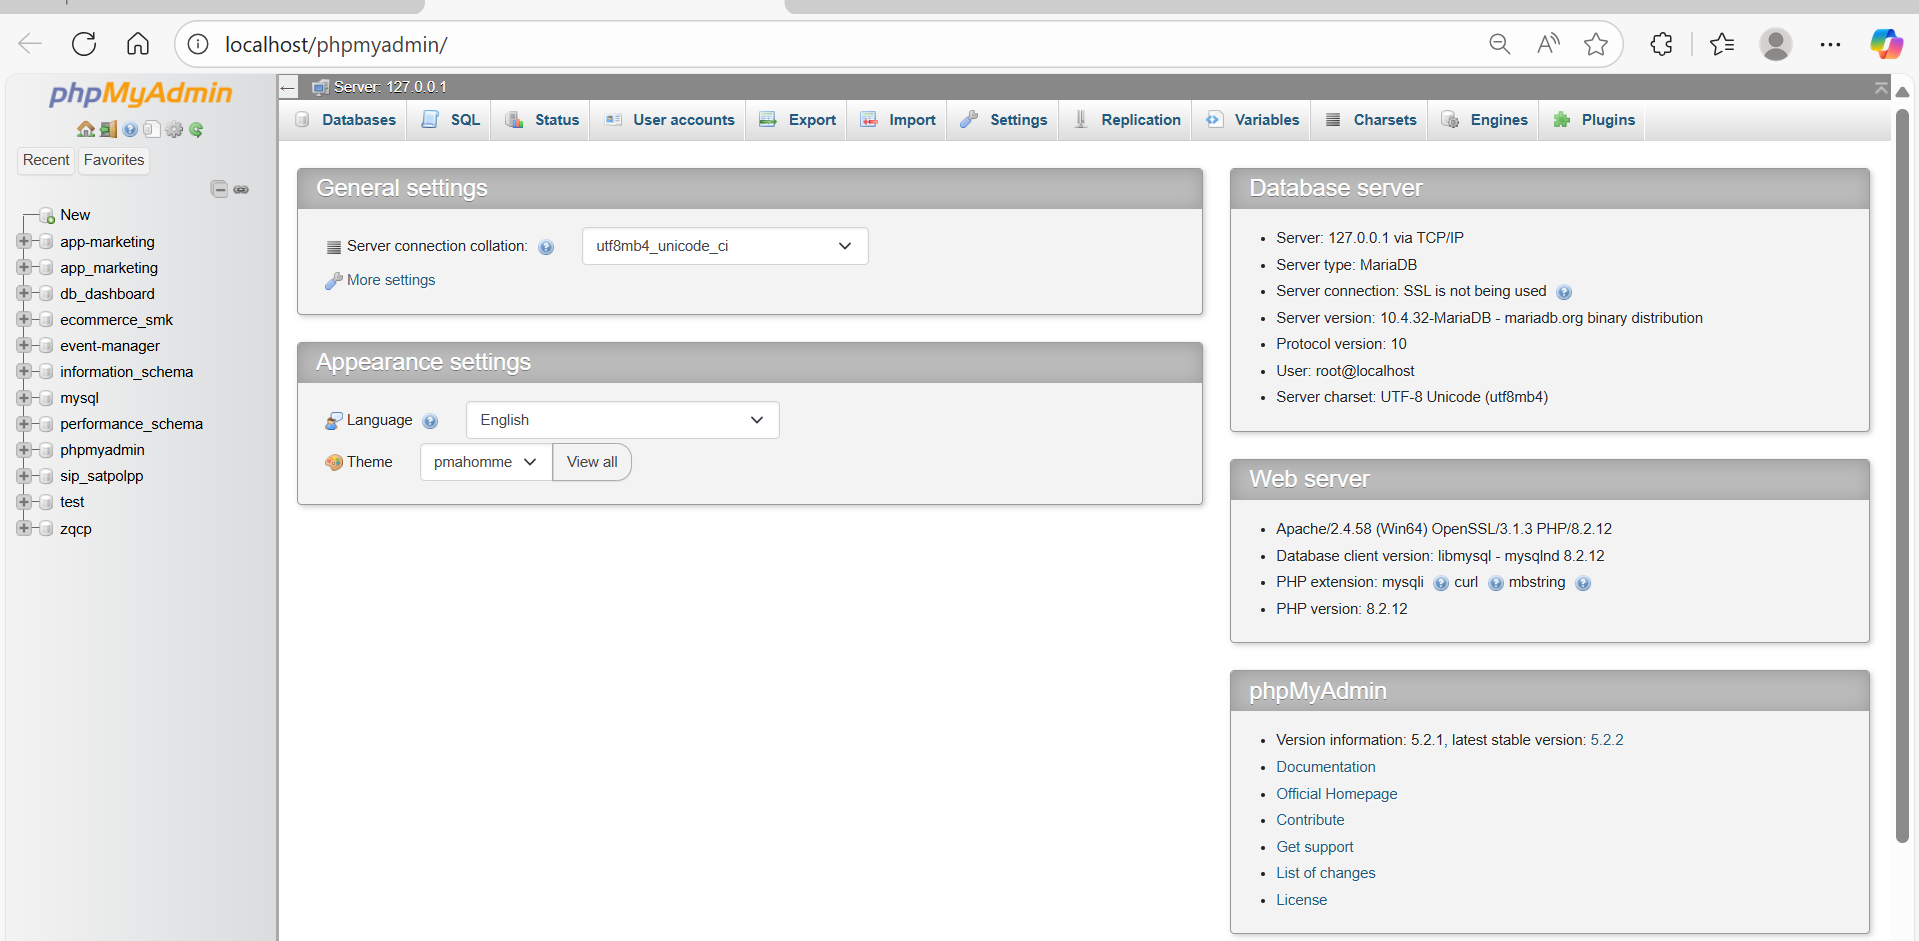 localhost/phpmyadmin/
phpMyAdmin
Recent Favorites
New
app-marketing
app_marketing
db_dashboard
ecommerce_smk
event-manager
information_schema
mysql
performance_schema
phpmyadmin
sip_satpolpp
test
zqcp
Server: 127.0.0.1
Databases SQL Status User accounts Export Import Settings Replication Variables Charsets Engines Plugins
General settings
Server connection collation: utf8mb4_unicode_ci
More settings
Appearance settings
Language English
Theme pmahomme View all
Database server
Server: 127.0.0.1 via TCP/IP
Server type: MariaDB
Server connection: SSL is not being used
Server version: 10.4.32-MariaDB - mariadb.org binary distribution
Protocol version: 10
User: root@localhost
Server charset: UTF-8 Unicode (utf8mb4)
Web server
Apache/2.4.58 (Win64) OpenSSL/3.1.3 PHP/8.2.12
Database client version: libmysql - mysqlnd 8.2.12
PHP extension: mysqli curl mbstring
PHP version: 8.2.12
phpMyAdmin
Version information: 5.2.1, latest stable version: 5.2.2
Documentation
Official Homepage
Contribute
Get support
List of changes
License